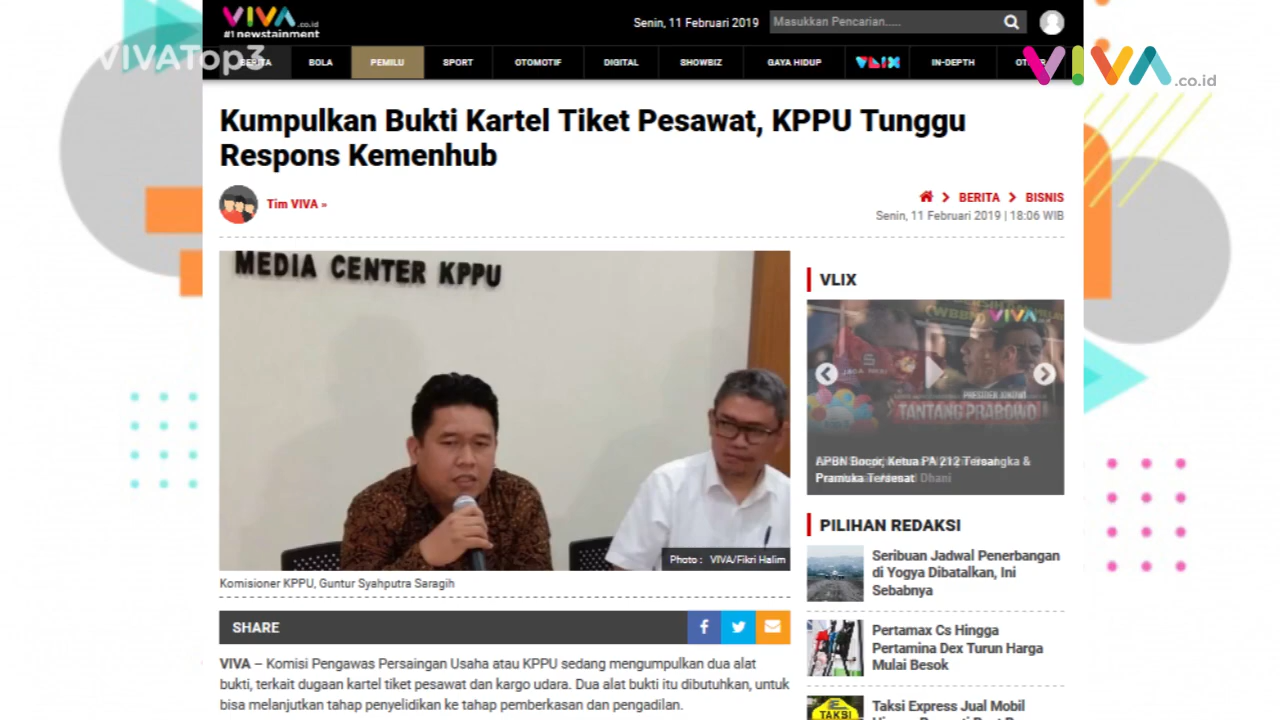 VIVA.co.id
#1 newstainment
Senin, 11 Februari 2019
Masukkan Pencarian.....
VIVATop3
BERITA
BOLA
PEMILU
SPORT
OTOMOTIF
DIGITAL
SHOWBIZ
GAYA HIDUP
VLIX
IN-DEPTH
VIVA.co.id
Kumpulkan Bukti Kartel Tiket Pesawat, KPPU Tunggu
Respons Kemenhub
Tim VIVA »
BERITA
BISNIS
Senin, 11 Februari 2019 | 18:06 WIB
MEDIA CENTER KPPU
Photo : VIVA/Fikri Halim
Komisioner KPPU, Guntur Syahputra Saragih
SHARE
VIVA – Komisi Pengawas Persaingan Usaha atau KPPU sedang mengumpulkan dua alat
bukti, terkait dugaan kartel tiket pesawat dan kargo udara. Dua alat bukti itu dibutuhkan, untuk
bisa melanjutkan tahap penyelidikan ke tahap pemberkasan dan pengadilan.
VLIX
VIVA
PRESIDEN JOKOWI
TANTANG PRABOWO
APBN Bocor, Ketua PA 212 Tersangka &
Pramuka Tersesat
PILIHAN REDAKSI
Seribuan Jadwal Penerbangan
di Yogya Dibatalkan, Ini
Sebabnya
Pertamax Cs Hingga
Pertamina Dex Turun Harga
Mulai Besok
TAKSI
Taksi Express Jual Mobil